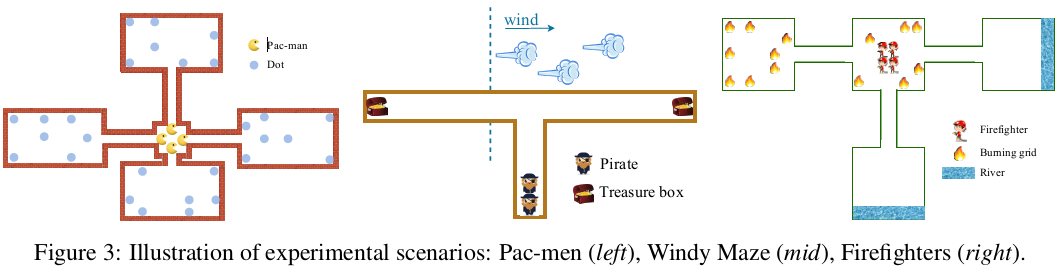 Pac-man
Dot
wind
Pirate
Treasure box
Firefighter
Burning grid
River
Figure 3: Illustration of experimental scenarios: Pac-men (left), Windy Maze (mid), Firefighters (right).